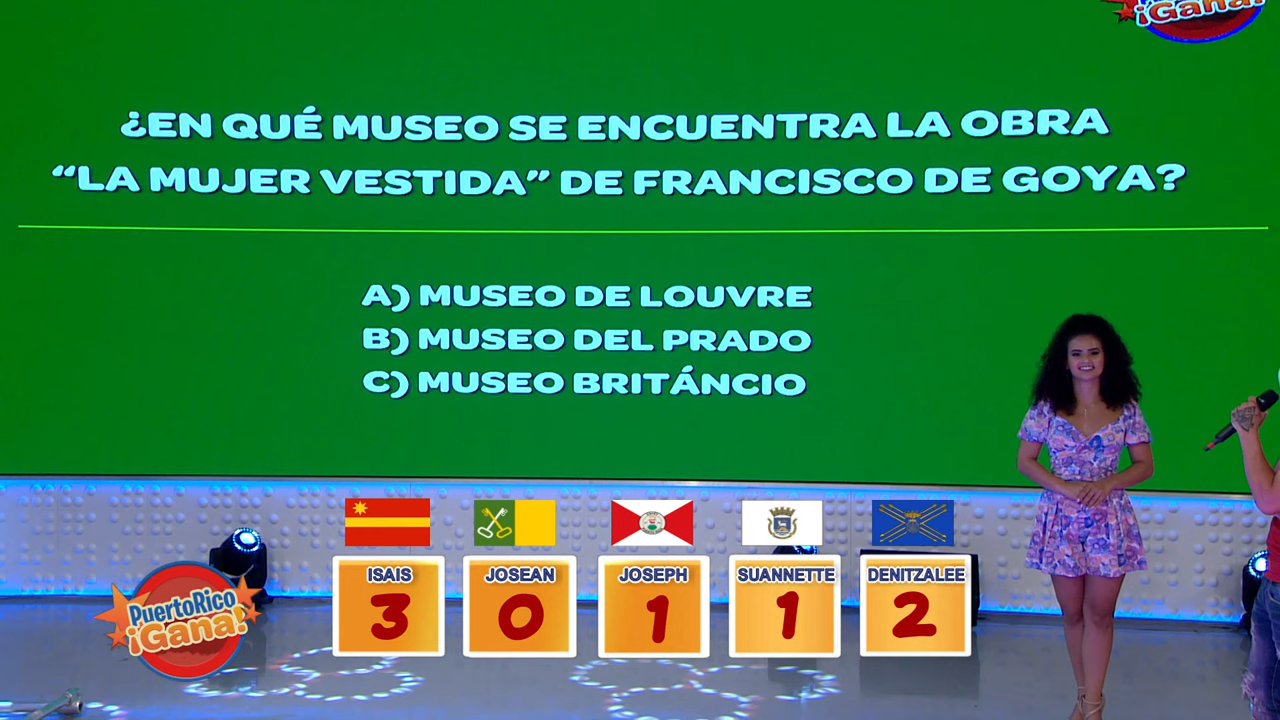 ¡Gana!
¿EN QUÉ MUSEO SE ENCUENTRA LA OBRA
“LA MUJER VESTIDA” DE FRANCISCO DE GOYA?
A) MUSEO DE LOUVRE
B) MUSEO DEL PRADO
C) MUSEO BRITÁNCIO
ISAIS JOSEAN JOSEPH SUANNETTE DENITZALEE
3 0 1 1 2
PuertoRico
¡Gana!